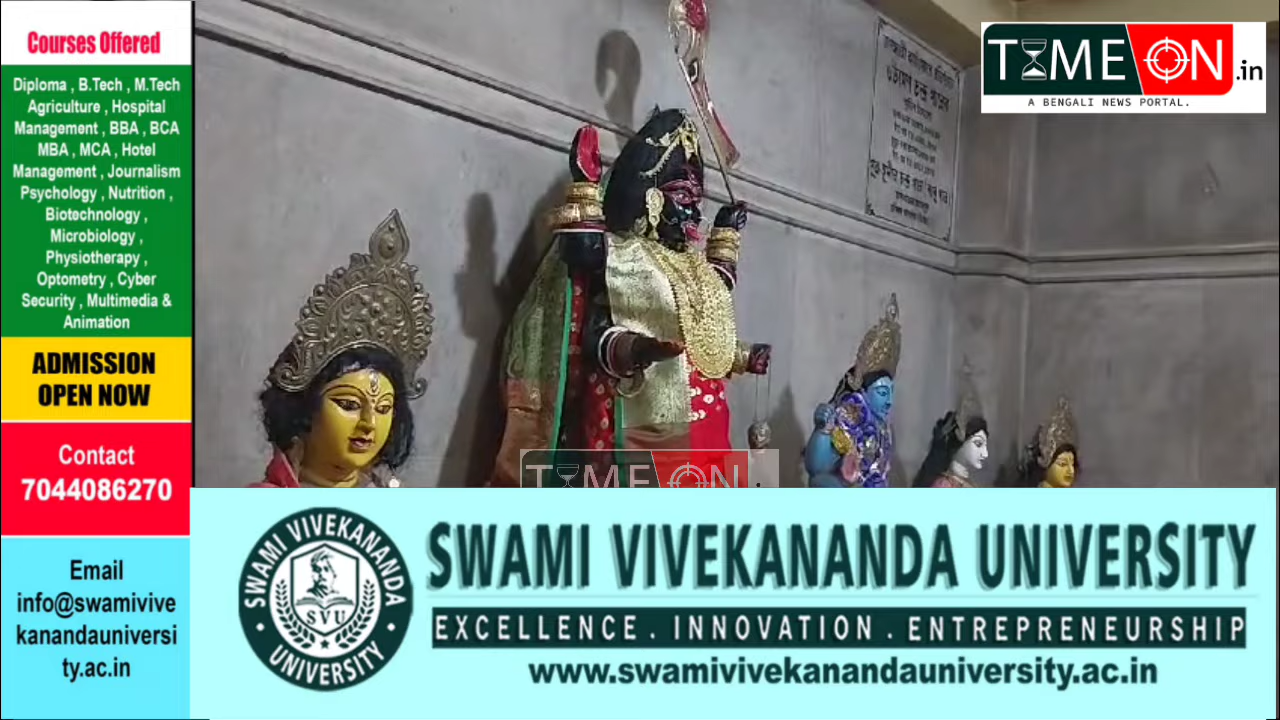 Courses Offered
Diploma , B.Tech , M.Tech
Agriculture , Hospital
Management , BBA , BCA
MBA , MCA , Hotel
Management , Journalism
Psychology , Nutrition ,
Biotechnology ,
Microbiology ,
Physiotherapy ,
Optometry , Cyber
Security , Multimedia &
Animation
ADMISSION
OPEN NOW
Contact
7044086270
Email
info@swamivive
kanandauniversi
ty.ac.in
TIMEON.in
A BENGALI NEWS PORTAL.
TIMEON
SWAMI VIVEKANANDA
SVU
UNIVERSITY
SWAMI VIVEKANANDA UNIVERSITY
EXCELLENCE . INNOVATION . ENTREPRENEURSHIP
www.swamivivekanandauniversity.ac.in